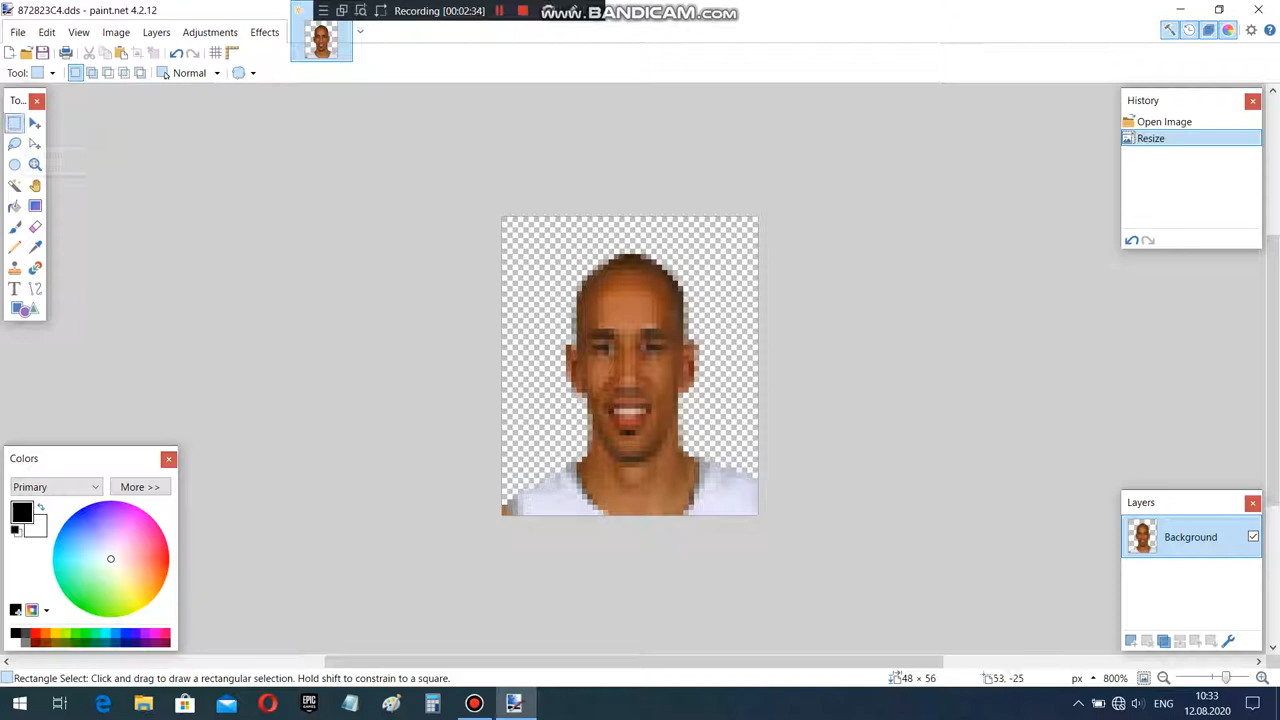 872823C4.dds - paint.net 4.2.12
Recording [00:02:34]
www.BANDICAM.com
File Edit View Image Layers Adjustments Effects
Tool: Normal
To...
History
Open Image
Resize
Colors
Primary More >>
Layers
Background
Rectangle Select: Click and drag to draw a rectangular selection. Hold shift to constrain to a square.
48 × 56
53, -25
px
800%
ENG
10:33
12.08.2020
EPIC GAMES